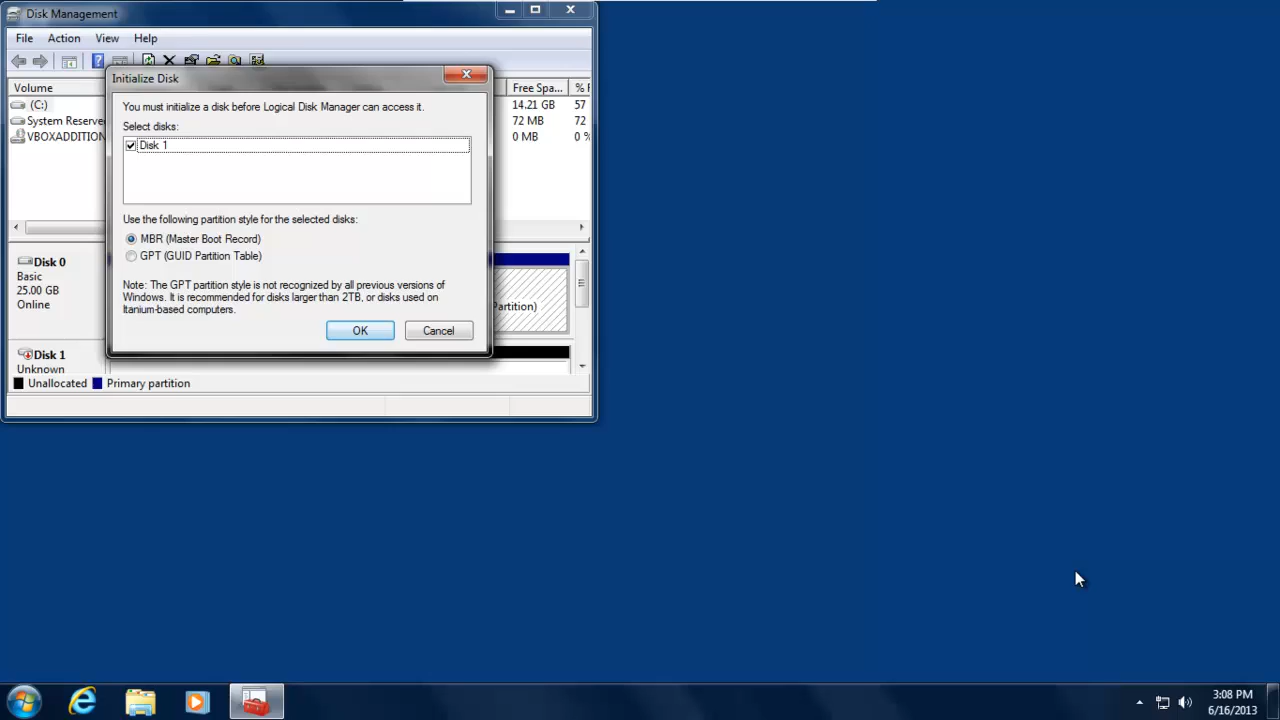 Disk Management
File Action View Help
Initialize Disk
Volume
Free Spa...
(C:)
14.21 GB
57
System Reserve
72 MB
72
VBOXADDITION
0 MB
0 %
You must initialize a disk before Logical Disk Manager can access it.
Select disks:
Disk 1
Use the following partition style for the selected disks:
MBR (Master Boot Record)
GPT (GUID Partition Table)
Note: The GPT partition style is not recognized by all previous versions of
Windows. It is recommended for disks larger than 2TB, or disks used on
Itanium-based computers.
OK
Cancel
Disk 0
Basic
25.00 GB
Online
Partition)
Disk 1
Unknown
Unallocated
Primary partition
3:08 PM
6/16/2013